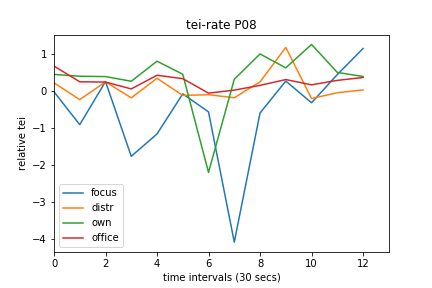 tei-rate P08
relative tei
1
0
−1
−2
−3
−4
focus
distr
own
office
0 2 4 6 8 10 12
time intervals (30 secs)